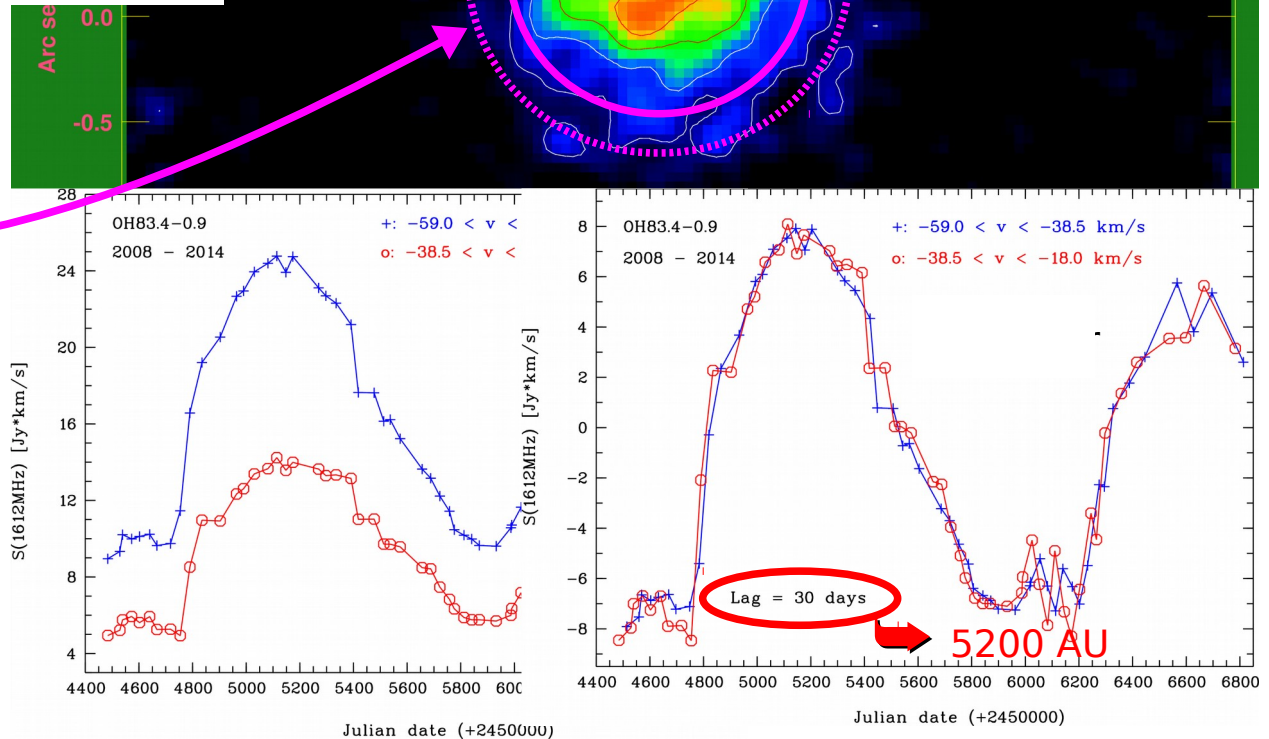 0.0
Arc se
-0.5
28
24
20
16
12
8
4
OH83.4-0.9
2008 - 2014
+: -59.0 < v <
o: -38.5 < v <
S(1612MHz) [Jy*km/s]
4400 4600 4800 5000 5200 5400 5600 5800
Julian date (+2450000)
8
6
4
2
0
-2
-4
-6
-8
OH83.4-0.9
2008 - 2014
+: -59.0 < v < -38.5 km/s
o: -38.5 < v < -18.0 km/s
S(1612MHz) [Jy*km/s]
Lag = 30 days
5200 AU
4400 4600 4800 5000 5200 5400 5600 5800 6000 6200 6400 6600 6800
Julian date (+2450000)